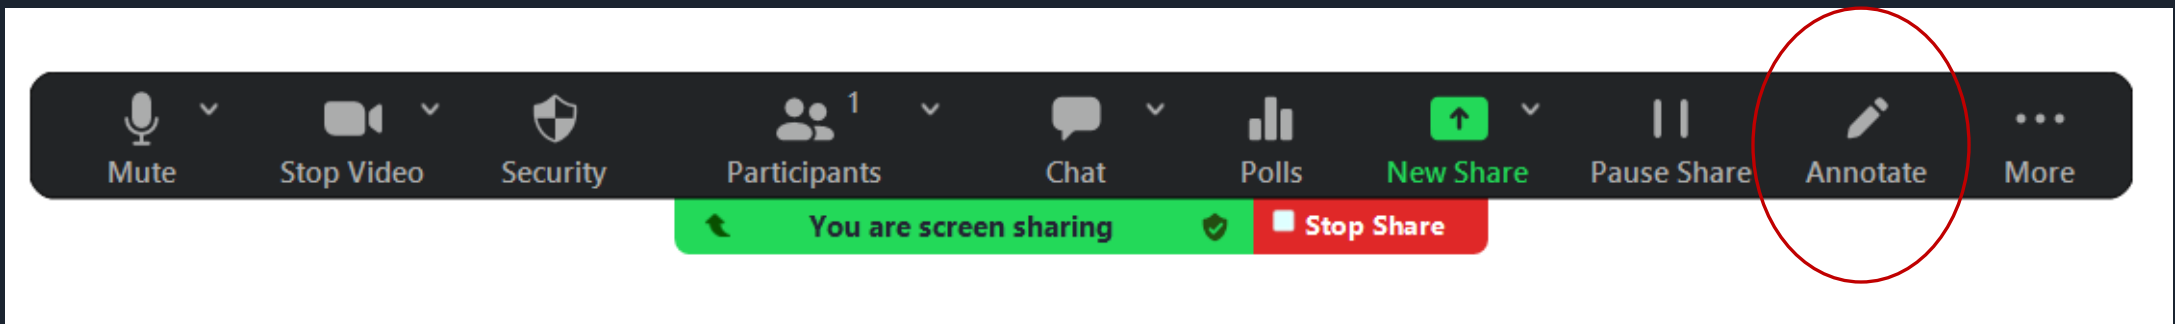 1
Mute Stop Video Security Participants Chat Polls New Share Pause Share Annotate More
You are screen sharing Stop Share